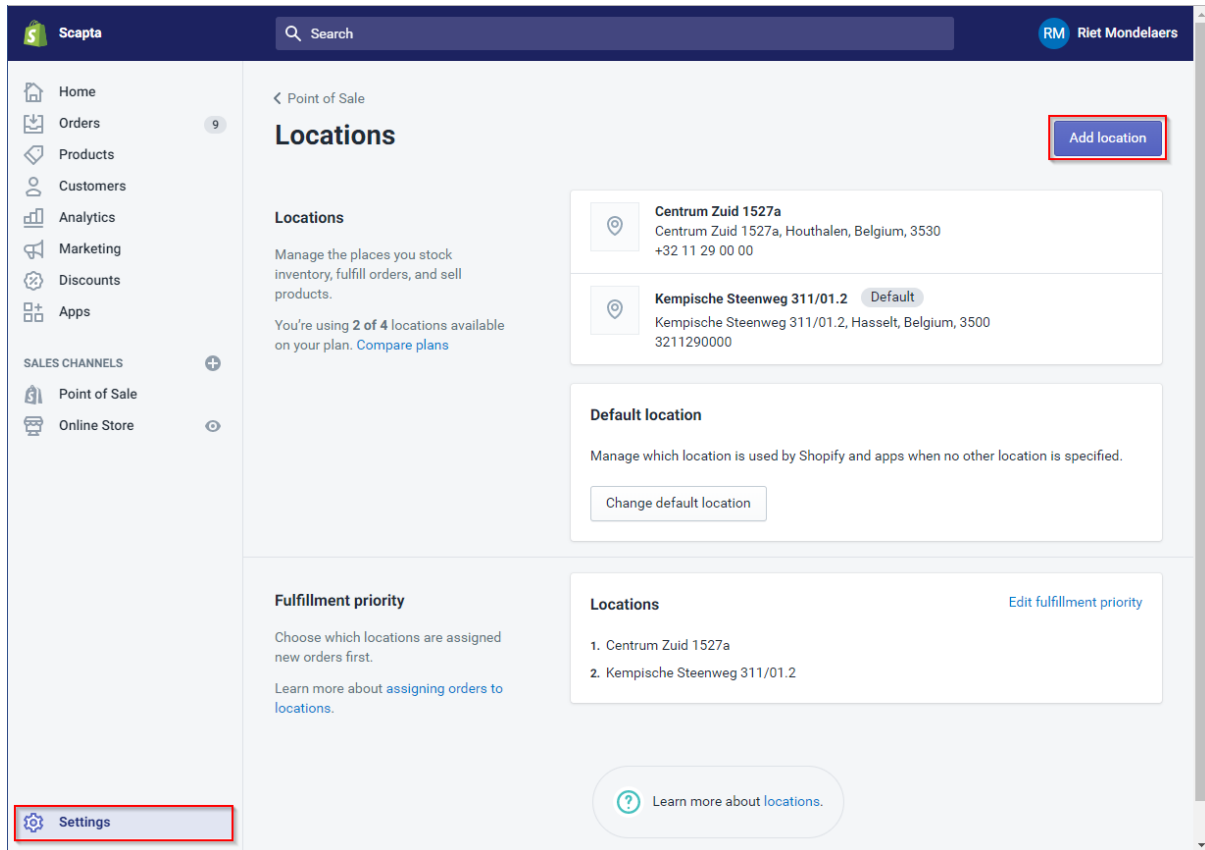 Scapta
Search
RM Riet Mondelaers
Home
Orders 9
Products
Customers
Analytics
Marketing
Discounts
Apps
SALES CHANNELS
Point of Sale
Online Store
Settings
Point of Sale
Locations
Add location
Locations
Manage the places you stock
inventory, fulfill orders, and sell
products.
You're using 2 of 4 locations available
on your plan. Compare plans
Centrum Zuid 1527a
Centrum Zuid 1527a, Houthalen, Belgium, 3530
+32 11 29 00 00
Kempische Steenweg 311/01.2 Default
Kempische Steenweg 311/01.2, Hasselt, Belgium, 3500
3211290000
Default location
Manage which location is used by Shopify and apps when no other location is specified.
Change default location
Fulfillment priority
Choose which locations are assigned
new orders first.
Learn more about assigning orders to
locations.
Locations
Edit fulfillment priority
1. Centrum Zuid 1527a
2. Kempische Steenweg 311/01.2
Learn more about locations.